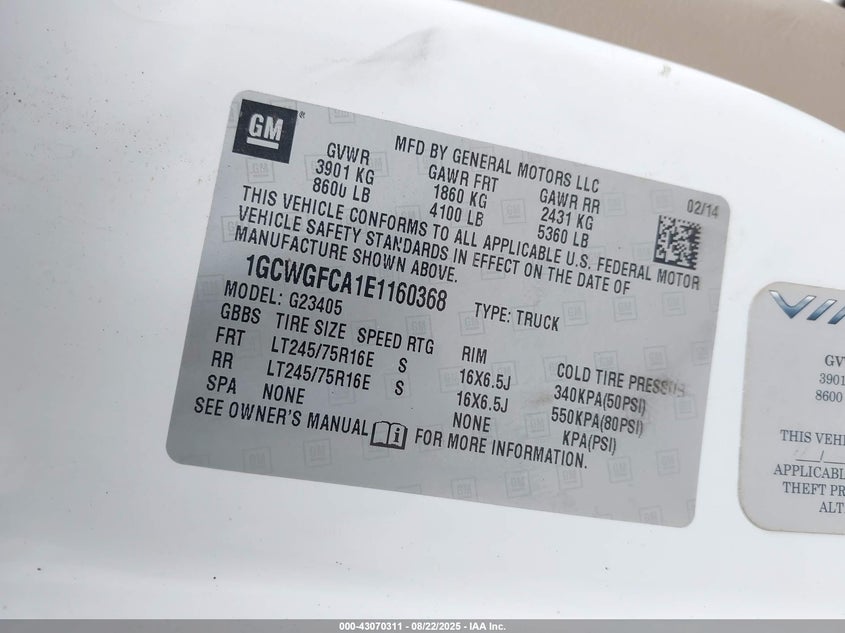 GM
®
MFD BY GENERAL MOTORS LLC
02/14
GVWR GAWR FRT GAWR RR
3901 KG 1860 KG 2431 KG
8600 LB 4100 LB 5360 LB
THIS VEHICLE CONFORMS TO ALL APPLICABLE U.S. FEDERAL MOTOR
VEHICLE SAFETY STANDARDS IN EFFECT ON THE DATE OF
MANUFACTURE SHOWN ABOVE.
1GCWGFCA1E1160368 TYPE: TRUCK
MODEL: G23405
GBBS TIRE SIZE SPEED RTG RIM COLD TIRE PRESSURE
FRT LT245/75R16E S 16X6.5J 340KPA(50PSI)
RR LT245/75R16E S 16X6.5J 550KPA(80PSI)
SPA NONE NONE KPA(PSI)
SEE OWNER'S MANUAL FOR MORE INFORMATION.
GV
3901
8600
THIS VEHI
APPLICABL
THEFT PR
ALT
000-43070311 - 08/22/2025 - IAA Inc.